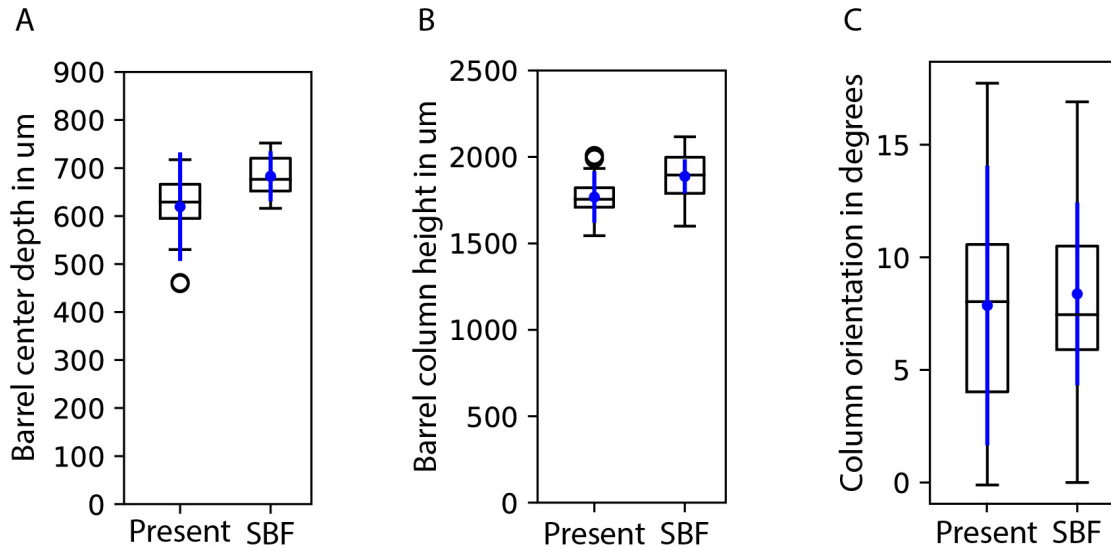 A
Barrel center depth in um
900
800
700
600
500
400
300
200
100
0
Present SBF
B
Barrel column height in um
2500
2000
1500
1000
500
0
Present SBF
C
Column orientation in degrees
15
10
5
0
Present SBF